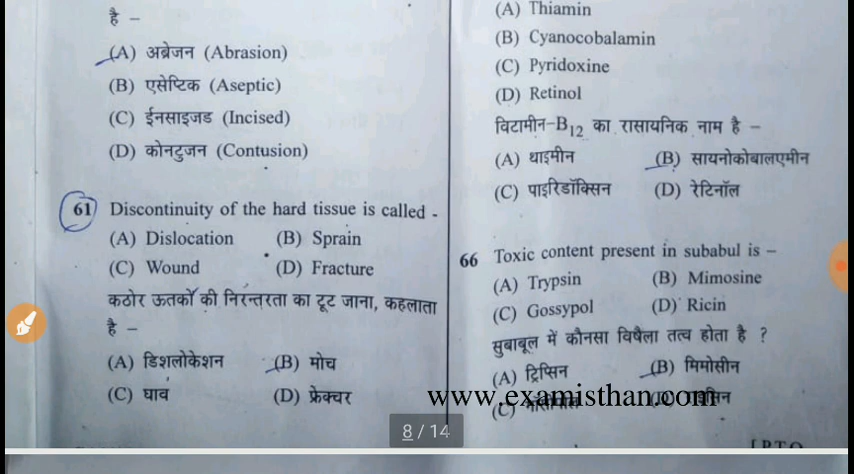 है –
(A) अब्रेजन (Abrasion)
(B) एसेप्टिक (Aseptic)
(C) ईनसाइजड (Incised)
(D) कोनटुजन (Contusion)
61 Discontinuity of the hard tissue is called -
(A) Dislocation (B) Sprain
(C) Wound (D) Fracture
कठोर ऊतकों की निरन्तरता का टूट जाना, कहलाता
है –
(A) डिशलोकेशन (B) मोच
(C) घाव (D) फ्रेक्चर
(A) Thiamin
(B) Cyanocobalamin
(C) Pyridoxine
(D) Retinol
विटामीन-B12 का रासायनिक नाम है –
(A) थाइमीन (B) सायनोकोबालएमीन
(C) पाइरिडॉक्सिन (D) रेटिनॉल
66 Toxic content present in subabul is –
(A) Trypsin (B) Mimosine
(C) Gossypol (D) Ricin
सुबाबूल में कौनसा विषैला तत्व होता है ?
(A) ट्रिप्सिन (B) मिमोसीन
(C)
www.examisthan.com
8 / 14